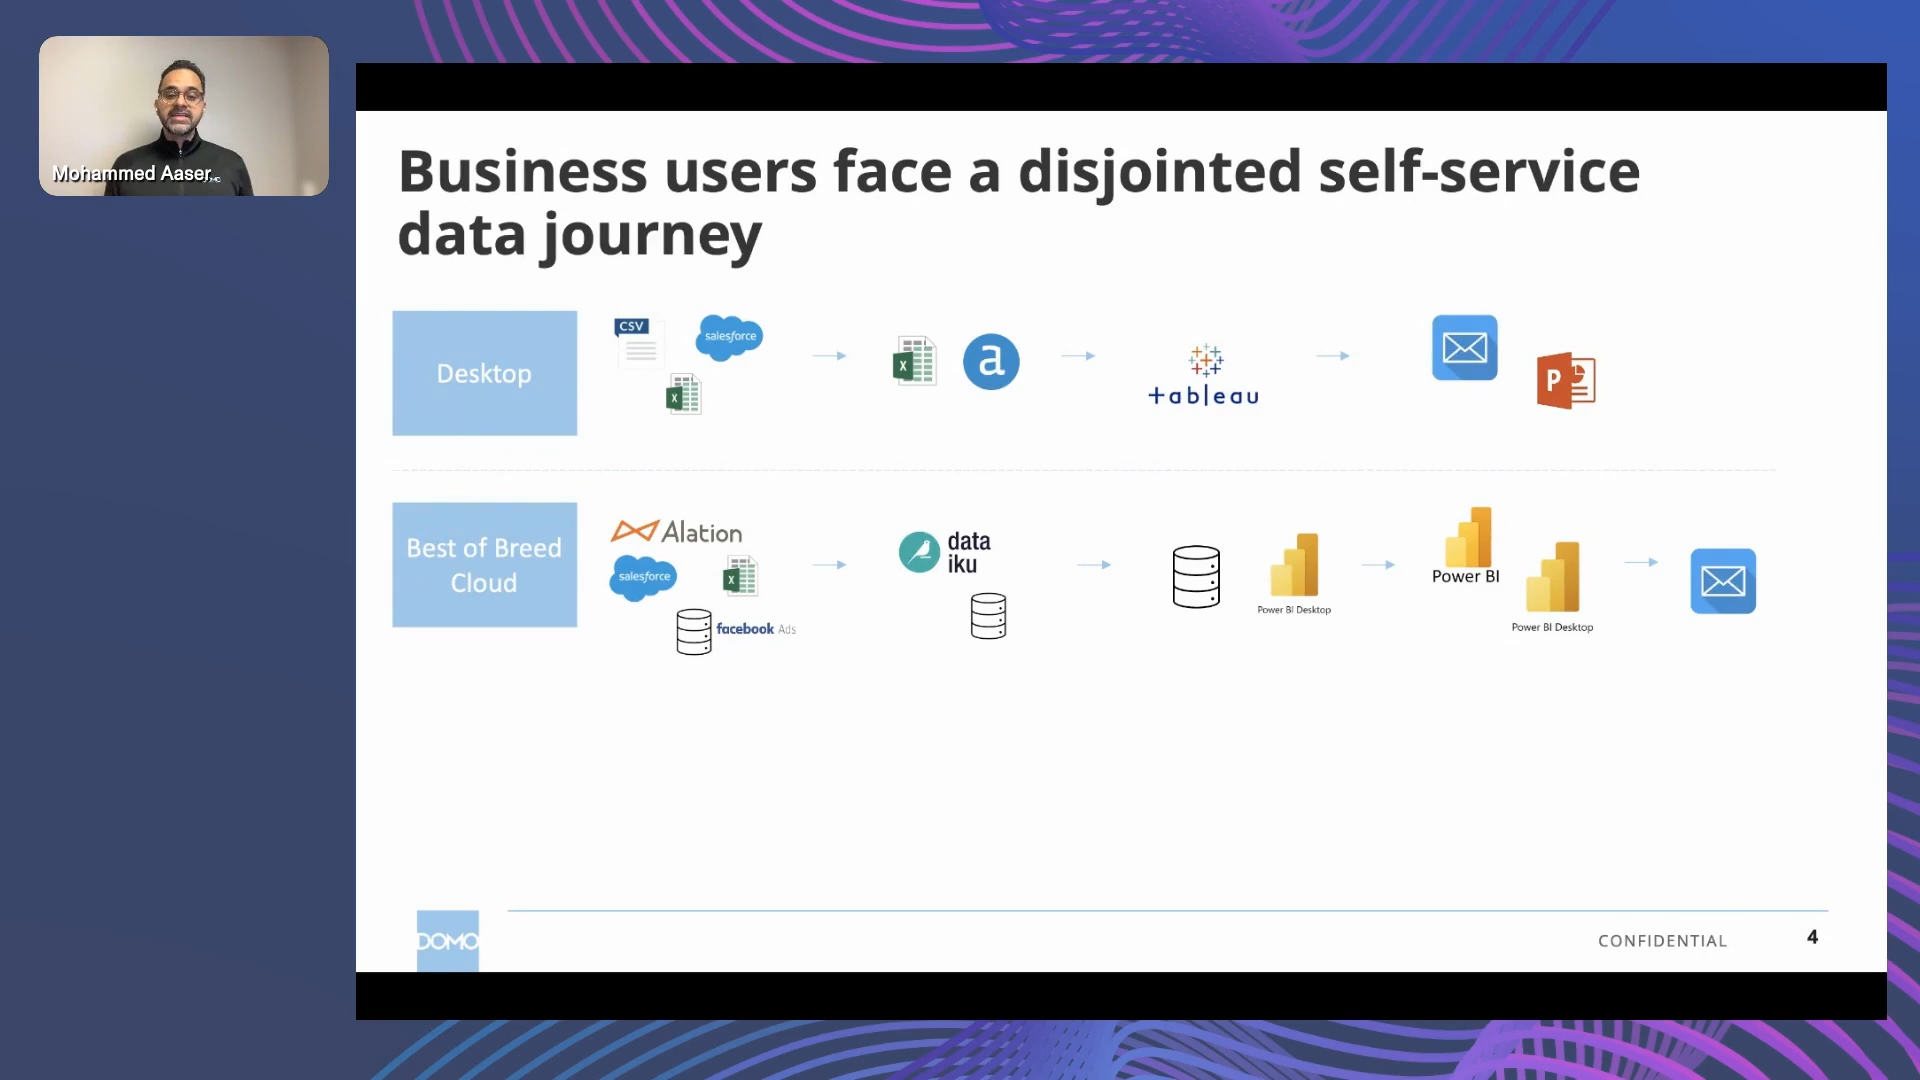 Mohammed Aaser
Business users face a disjointed self-service
data journey
Desktop
CSV
salesforce
X
X
a
+ableau
P
Best of Breed
Cloud
Alation
salesforce
X
facebook Ads
data
iku
Power BI Desktop
Power BI
Power BI Desktop
DOMO
CONFIDENTIAL
4